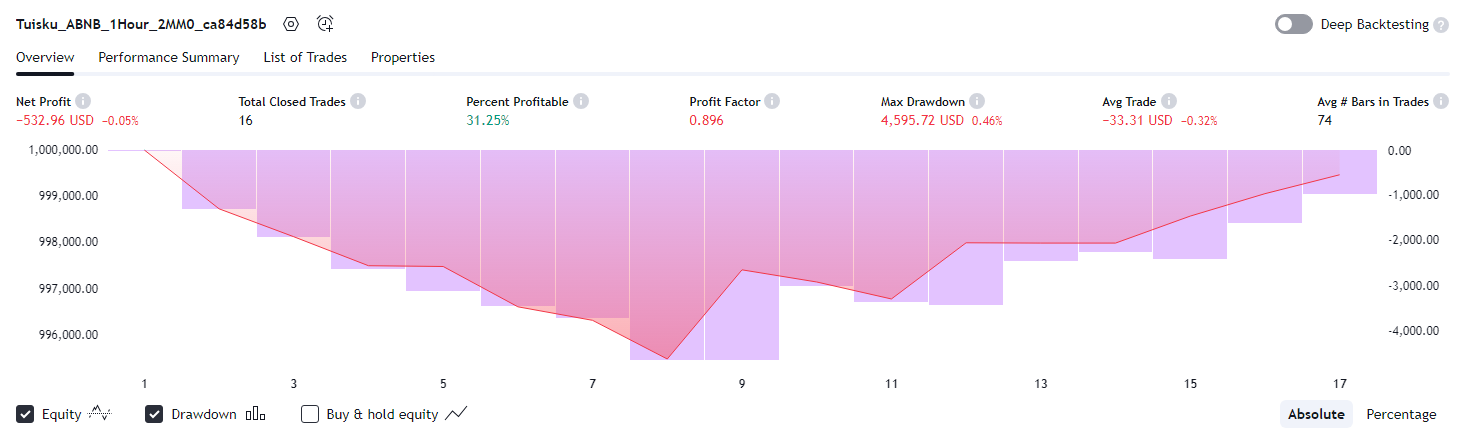 Tuisku_ABNB_1Hour_2MM0_ca84d58b Deep Backtesting ?
Overview Performance Summary List of Trades Properties
Net Profit i Total Closed Trades i Percent Profitable i Profit Factor i Max Drawdown i Avg Trade i Avg # Bars in Trades i
−532.96 USD −0.05% 16 31.25% 0.896 4,595.72 USD 0.46% −33.31 USD −0.32% 74
1,000,000.00 0.00
999,000.00 -1,000.00
998,000.00 -2,000.00
997,000.00 -3,000.00
996,000.00 -4,000.00
1 3 5 7 9 11 13 15 17
Equity Drawdown Buy & hold equity Absolute Percentage